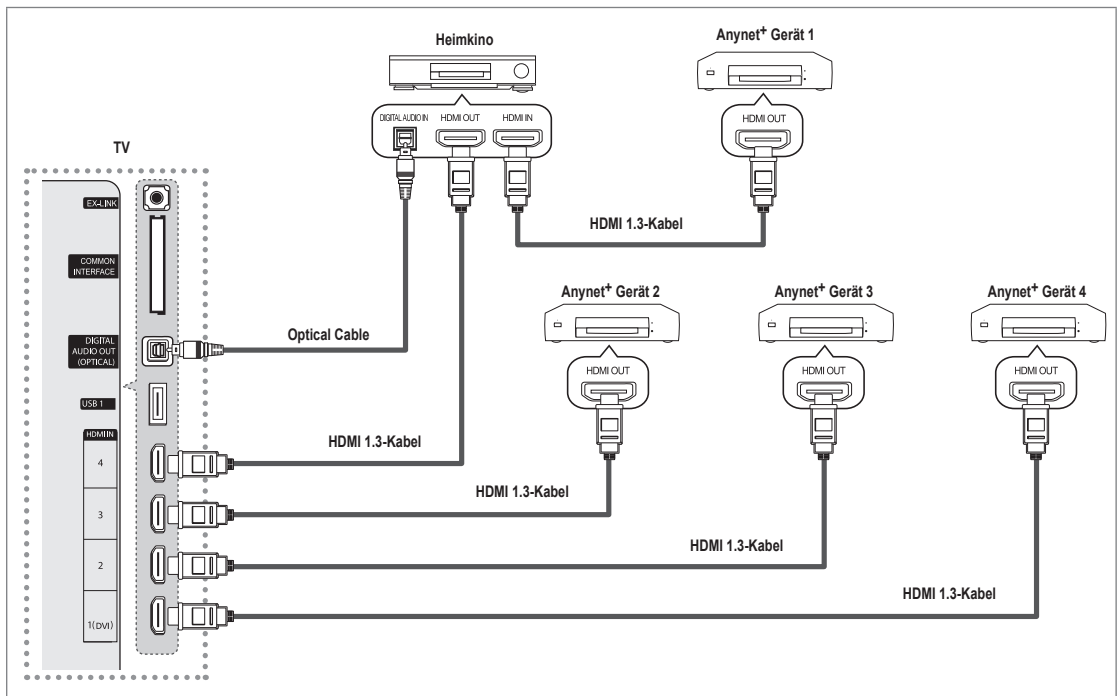 Heimkino
Anynet+ Gerät 1
DIGITAL AUDIO IN
HDMI OUT
HDMI IN
HDMI OUT
TV
EX-LINK
HDMI 1.3-Kabel
COMMON
INTERFACE
Anynet+ Gerät 2
Anynet+ Gerät 3
Anynet+ Gerät 4
Optical Cable
DIGITAL
AUDIO OUT
(OPTICAL)
HDMI OUT
HDMI OUT
HDMI OUT
USB 1
HDMI IN
HDMI 1.3-Kabel
4
HDMI 1.3-Kabel
3
HDMI 1.3-Kabel
2
HDMI 1.3-Kabel
1(DVI)